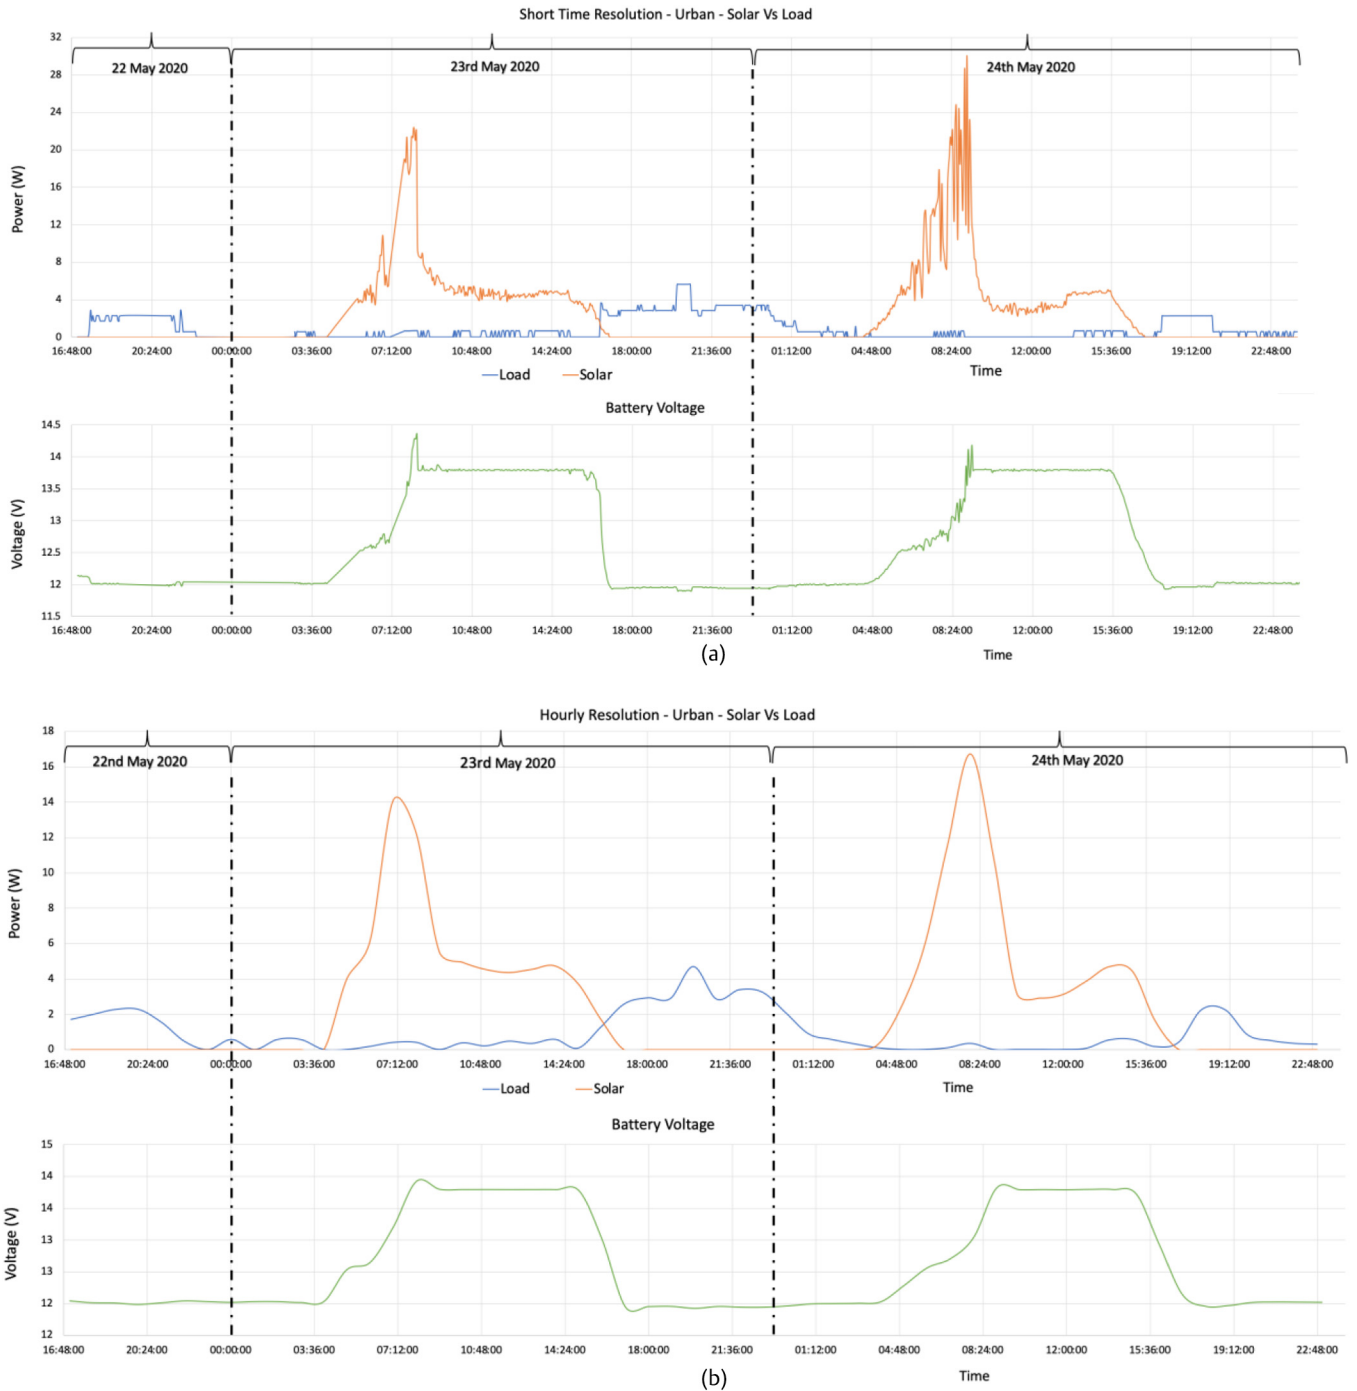 Short Time Resolution - Urban - Solar Vs Load
22 May 2020 23rd May 2020 24th May 2020
Power (W)
32
28
24
20
16
12
8
4
0
16:48:00 20:24:00 00:00:00 03:36:00 07:12:00 10:48:00 14:24:00 18:00:00 21:36:00 01:12:00 04:48:00 08:24:00 12:00:00 15:36:00 19:12:00 22:48:00
Load Solar
Time
Battery Voltage
Voltage (V)
14.5
14
13.5
13
12.5
12
11.5
16:48:00 20:24:00 00:00:00 03:36:00 07:12:00 10:48:00 14:24:00 18:00:00 21:36:00 01:12:00 04:48:00 08:24:00 12:00:00 15:36:00 19:12:00 22:48:00
Time
(a)
Hourly Resolution - Urban - Solar Vs Load
22nd May 2020 23rd May 2020 24th May 2020
Power (W)
18
16
14
12
10
8
6
4
2
0
16:48:00 20:24:00 00:00:00 03:36:00 07:12:00 10:48:00 14:24:00 18:00:00 21:36:00 01:12:00 04:48:00 08:24:00 12:00:00 15:36:00 19:12:00 22:48:00
Load Solar
Time
Battery Voltage
Voltage (V)
15
14
14
13
13
12
12
16:48:00 20:24:00 00:00:00 03:36:00 07:12:00 10:48:00 14:24:00 18:00:00 21:36:00 01:12:00 04:48:00 08:24:00 12:00:00 15:36:00 19:12:00 22:48:00
Time
(b)